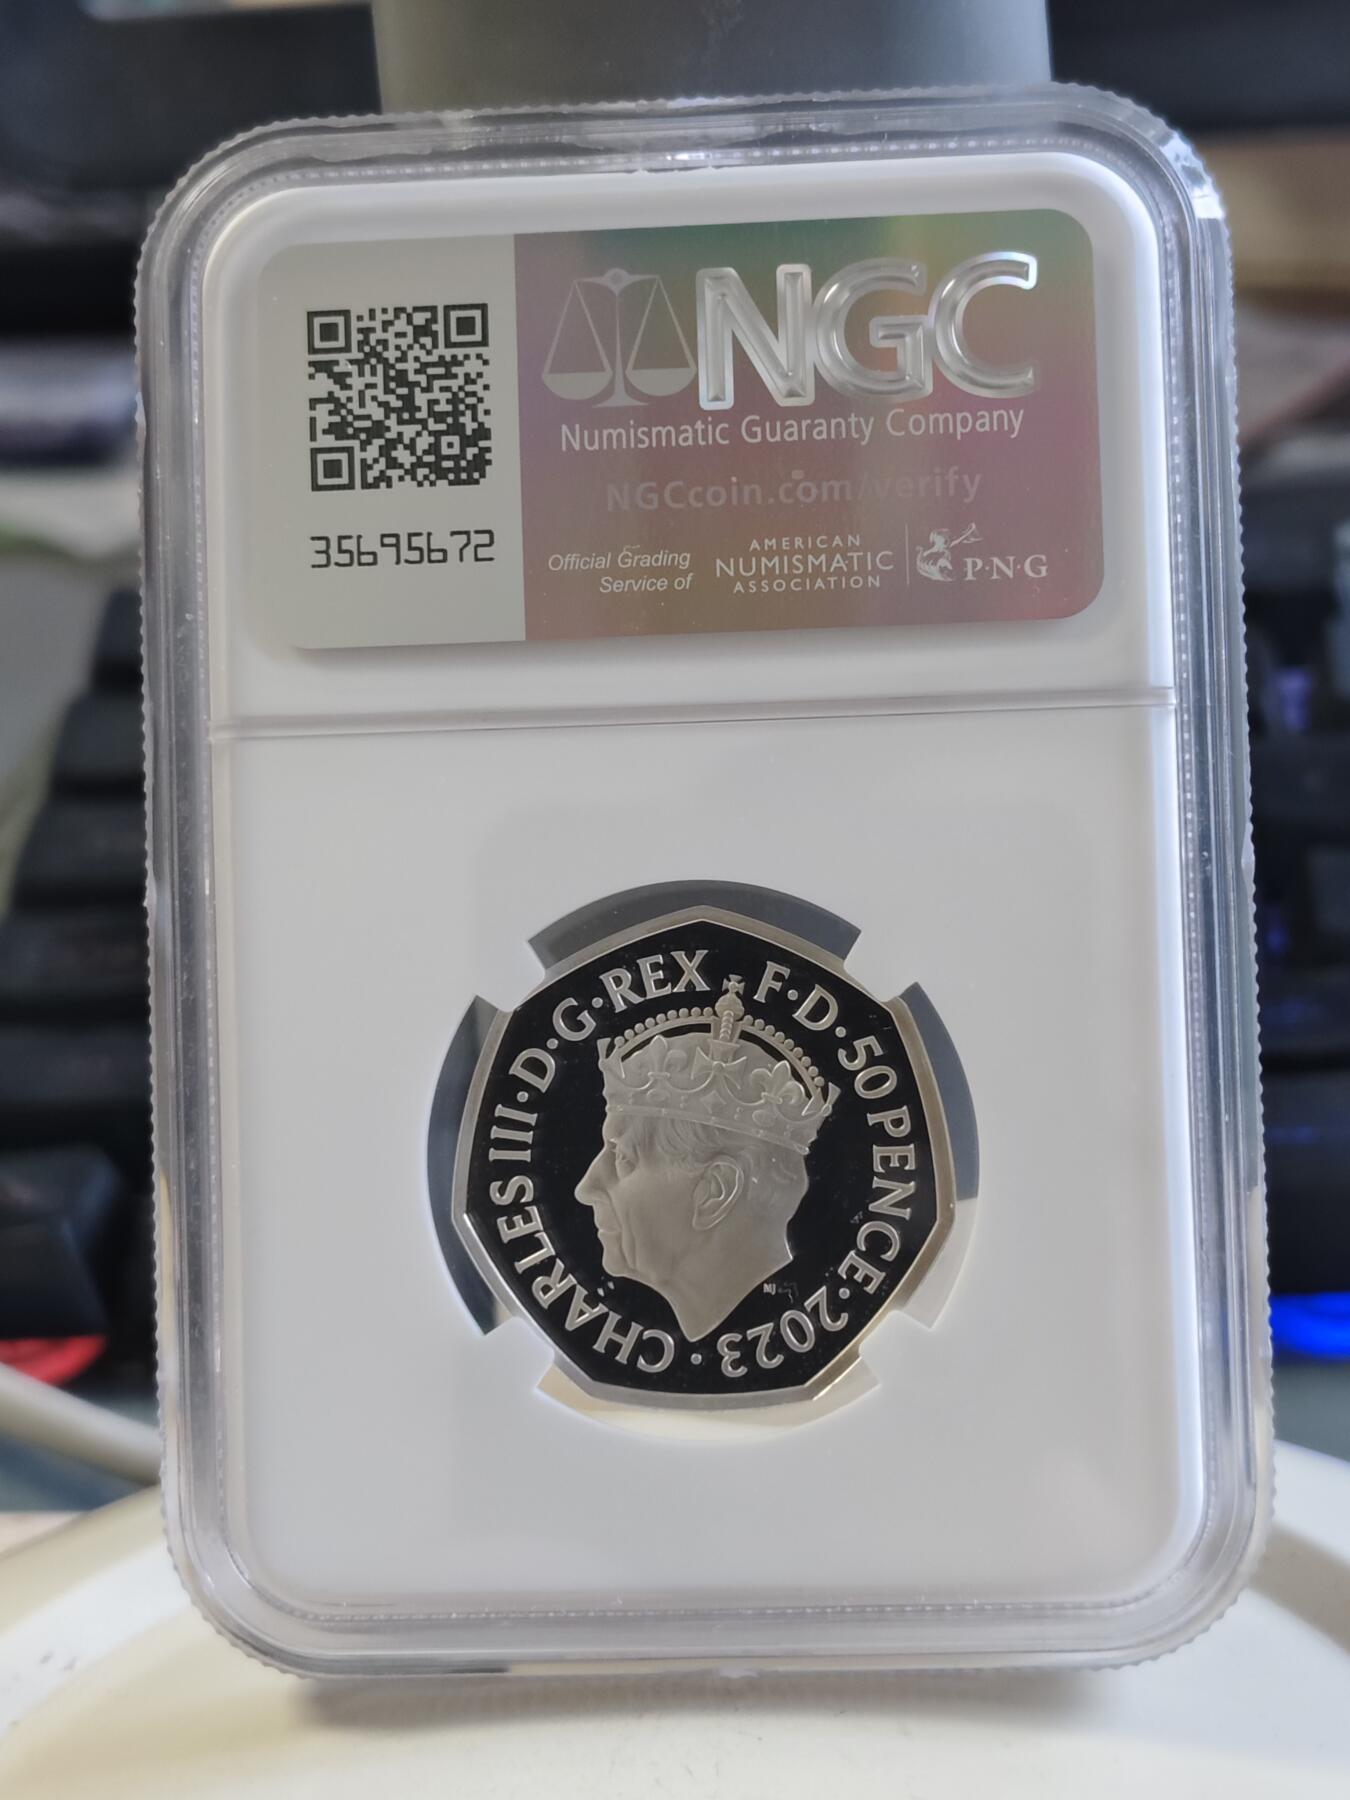 NGC
Numismatic Guaranty Company
NGCcoin.com/verify
35695672
Official Grading
Service of
AMERICAN
NUMISMATIC
ASSOCIATION
P·N·G
CHARLES III·D·G·REX F·D·50 PENCE·2023·
MJ